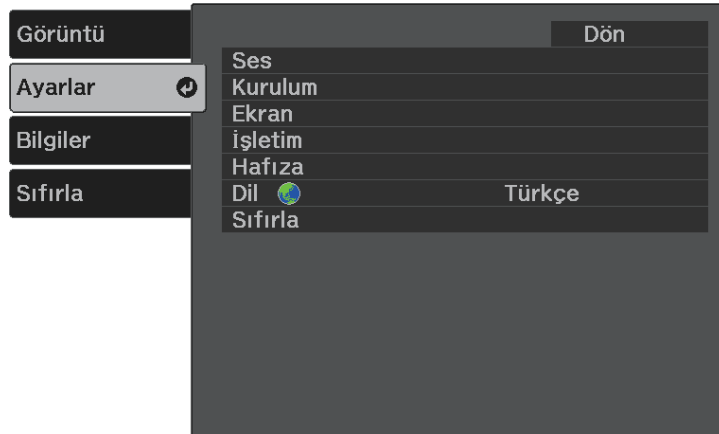 Görüntü
Ayarlar
Bilgiler
Sıfırla
Dön
Ses
Kurulum
Ekran
İşletim
Hafıza
Dil Türkçe
Sıfırla